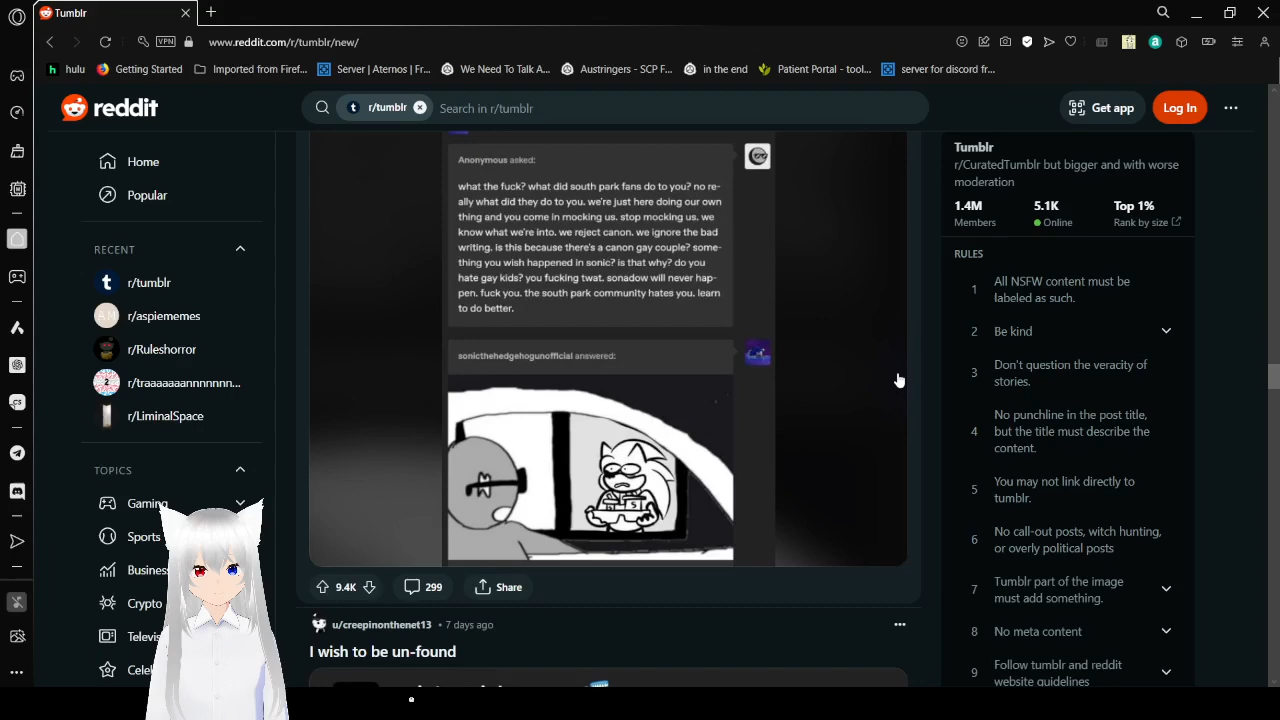 Tumblr
VPN
www.reddit.com/r/tumblr/new/
hulu
Getting Started
Imported from Firef...
Server | Aternos | Fr...
We Need To Talk A...
Austringers - SCP F...
in the end
Patient Portal - tool...
server for discord fr...
reddit
r/tumblr
Search in r/tumblr
Get app
Log In
Home
Popular
RECENT
r/tumblr
r/aspiememes
r/Ruleshorror
r/traaaaaaannnnnnn...
r/LiminalSpace
TOPICS
Gaming
Sports
Busines
Crypto
Televis
Celeb
Anonymous asked:
what the fuck? what did south park fans do to you? no re-
ally what did they do to you. we're just here doing our own
thing and you come in mocking us. stop mocking us. we
know what we're into. we reject canon. we ignore the bad
writing. is this because there's a canon gay couple? some-
thing you wish happened in sonic? is that why? do you
hate gay kids? you fucking twat. sonadow will never hap-
pen. fuck you. the south park community hates you. learn
to do better.
sonicthehedgehogunofficial answered:
9.4K
299
Share
u/creepinonthenet13 • 7 days ago
I wish to be un-found
Tumblr
r/CuratedTumblr but bigger and with worse
moderation
1.4M
5.1K
Top 1%
Members
Online
Rank by size
RULES
1
All NSFW content must be
labeled as such.
2
Be kind
3
Don't question the veracity of
stories.
4
No punchline in the post title,
but the title must describe the
content.
5
You may not link directly to
tumblr.
6
No call-out posts, witch hunting,
or overly political posts
7
Tumblr part of the image
must add something.
8
No meta content
9
Follow tumblr and reddit
website guidelines